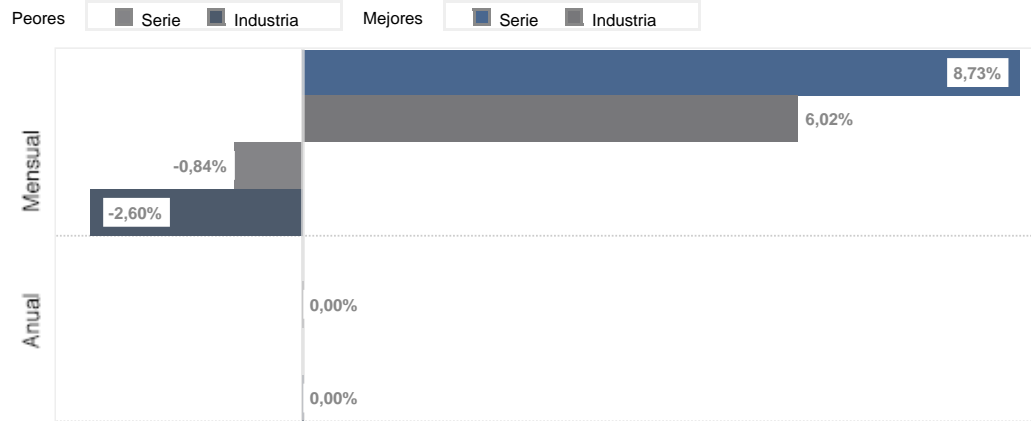 Peores Serie Industria Mejores Serie Industria
Mensual
8,73%
6,02%
-0,84%
-2,60%
Anual
0,00%
0,00%